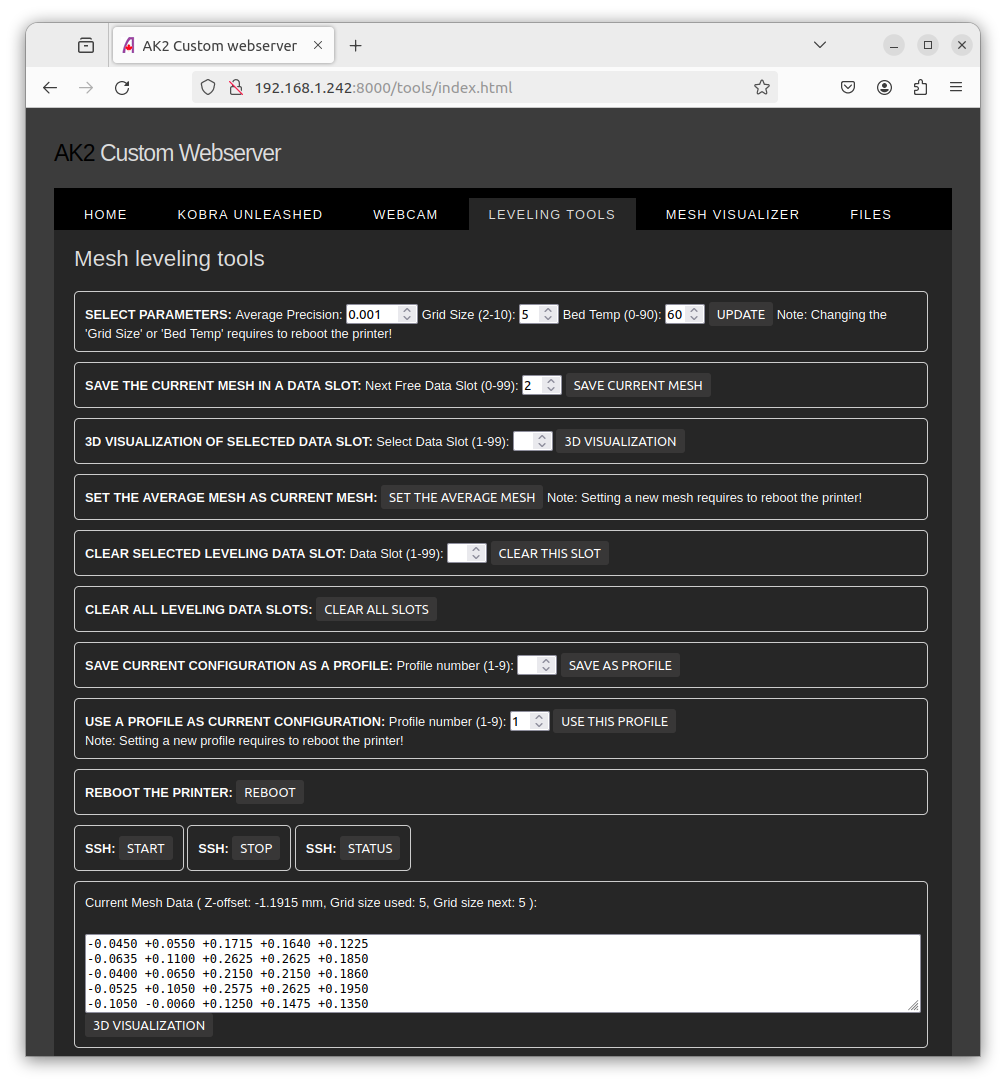 AK2 Custom webserver
192.168.1.242:8000/tools/index.html
AK2 Custom Webserver
HOME KOBRA UNLEASHED WEBCAM LEVELING TOOLS MESH VISUALIZER FILES
Mesh leveling tools
SELECT PARAMETERS: Average Precision: 0.001 Grid Size (2-10): 5 Bed Temp (0-90): 60 UPDATE Note: Changing the
'Grid Size' or 'Bed Temp' requires to reboot the printer!
SAVE THE CURRENT MESH IN A DATA SLOT: Next Free Data Slot (0-99): 2 SAVE CURRENT MESH
3D VISUALIZATION OF SELECTED DATA SLOT: Select Data Slot (1-99): 3D VISUALIZATION
SET THE AVERAGE MESH AS CURRENT MESH: SET THE AVERAGE MESH Note: Setting a new mesh requires to reboot the printer!
CLEAR SELECTED LEVELING DATA SLOT: Data Slot (1-99): CLEAR THIS SLOT
CLEAR ALL LEVELING DATA SLOTS: CLEAR ALL SLOTS
SAVE CURRENT CONFIGURATION AS A PROFILE: Profile number (1-9): SAVE AS PROFILE
USE A PROFILE AS CURRENT CONFIGURATION: Profile number (1-9): 1 USE THIS PROFILE
Note: Setting a new profile requires to reboot the printer!
REBOOT THE PRINTER: REBOOT
SSH: START SSH: STOP SSH: STATUS
Current Mesh Data ( Z-offset: -1.1915 mm, Grid size used: 5, Grid size next: 5 ):
-0.0450 +0.0550 +0.1715 +0.1640 +0.1225
-0.0635 +0.1100 +0.2625 +0.2625 +0.1850
-0.0400 +0.0650 +0.2150 +0.2150 +0.1860
-0.0525 +0.1050 +0.2575 +0.2625 +0.1950
-0.1050 -0.0060 +0.1250 +0.1475 +0.1350
3D VISUALIZATION